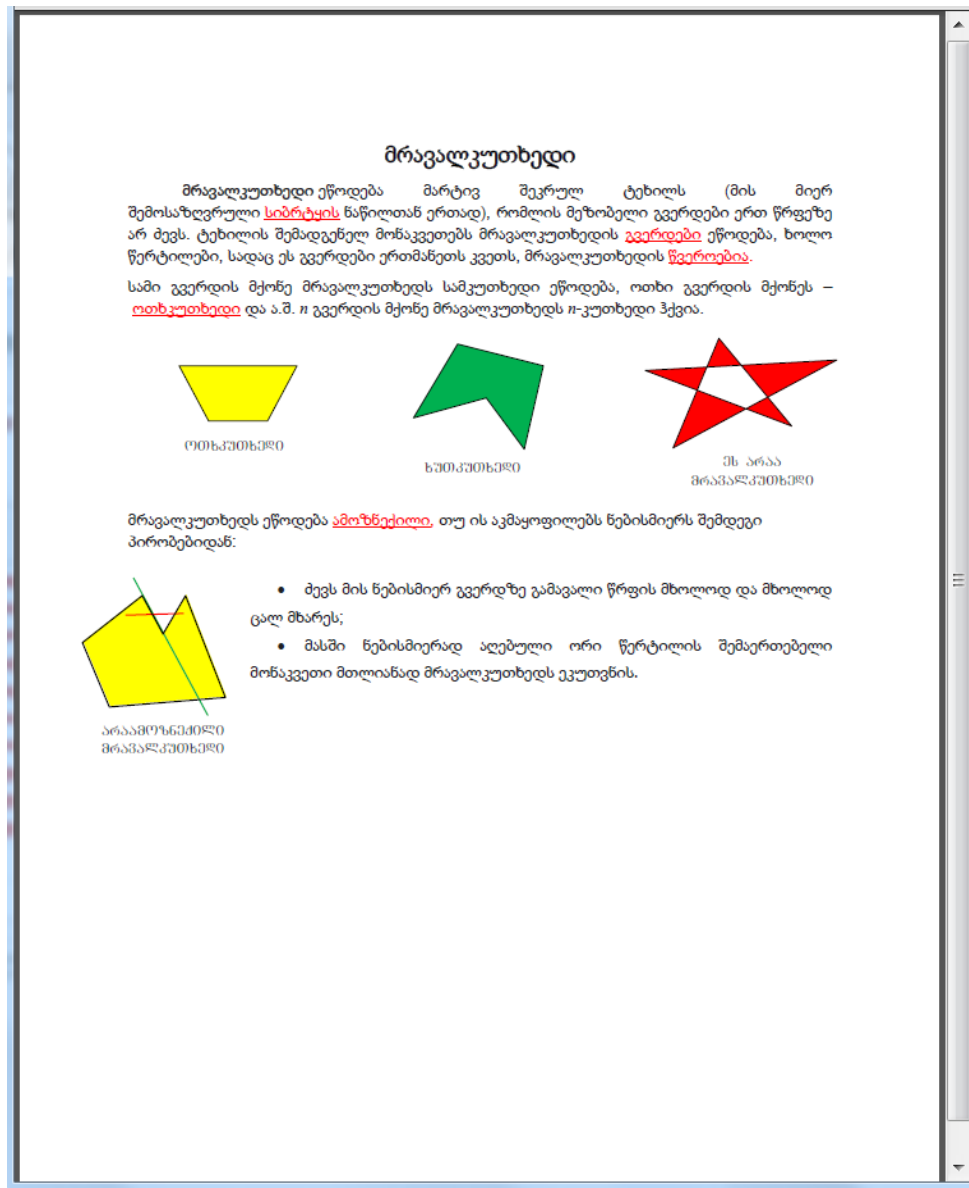 მრავალკუთხედი
მრავალკუთხედი ეწოდება მარტივ შეკრულ ტეხილს (მის მიერ
შემოსაზღვრული სიბრტყის ნაწილთან ერთად), რომლის მეზობელი გვერდები ერთ წრფეზე
არ ძევს. ტეხილის შემადგენელ მონაკვეთებს მრავალკუთხედის გვერდები ეწოდება, ხოლო
წერტილები, სადაც ეს გვერდები ერთმანეთს კვეთს, მრავალკუთხედის წვეროებია.
სამი გვერდის მქონე მრავალკუთხედს სამკუთხედი ეწოდება, ოთხი გვერდის მქონეს –
ოთხკუთხედი და ა.შ. n გვერდის მქონე მრავალკუთხედს n-კუთხედი ჰქვია.
ოთხკუთხედი
ხუთკუთხედი
ეს არაა
მრავალკუთხედი
მრავალკუთხედს ეწოდება ამოზნექილი, თუ ის აკმაყოფილებს ნებისმიერს შემდეგი
პირობებიდან:
• ძევს მის ნებისმიერ გვერდზე გამავალი წრფის მხოლოდ და მხოლოდ
ცალ მხარეს;
• მასში ნებისმიერად აღებული ორი წერტილის შემაერთებელი
მონაკვეთი მთლიანად მრავალკუთხედს ეკუთვნის.
არაამოზნექილი
მრავალკუთხედი